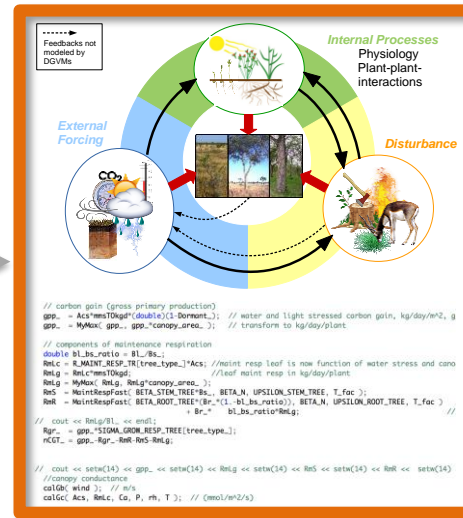 Feedbacks not
modeled by
DGVMs
Internal Processes
Physiology
Plant-plant-
interactions
External
Forcing
CO2
Disturbance
// carbon gain (gross primary production)
gpp_ = Acs*mmsTOkgd*(double)(1-Dormant_); // water and light stressed carbon gain, kg/day/m^2, g
gpp_ = MyMax( gpp_, gpp_*canopy_area_ ); // transform to kg/day/plant
// components of maintenance respiration
double bl_bs_ratio = Bl_/Bs_;
RmLc = R_MAINT_RESP_TR[tree_type_]*Acs; //maint resp leaf is now function of water stress and cano
RmLg = RmLc*mmsTOkgd; //leaf maint resp in kg/day/plant
RmLg = MyMax( RmLg, RmLg*canopy_area_ );
RmS = MaintRespFast( BETA_STEM_TREE*Bs_, BETA_N, UPSILON_STEM_TREE, T_fac );
RmR = MaintRespFast( BETA_ROOT_TREE*(Br_*(1.-bl_bs_ratio)), BETA_N, UPSILON_ROOT_TREE, T_fac )
+ Br_* bl_bs_ratio*RmLg; //
// cout << RmLg/Bl_ << endl;
Rgr_ = gpp_*SIGMA_GROW_RESP_TREE[tree_type_];
nCGT_ = gpp_-Rgr_-RmR-RmS-RmLg;
// cout << setw(14) << gpp_ << setw(14) << RmLg << setw(14) << RmS << setw(14) << RmR << setw(14)
//canopy conductance
calGb( wind ); // m/s
calGc( Acs, RmLc, Ca, P, rh, T ); // (mmol/m^2/s)